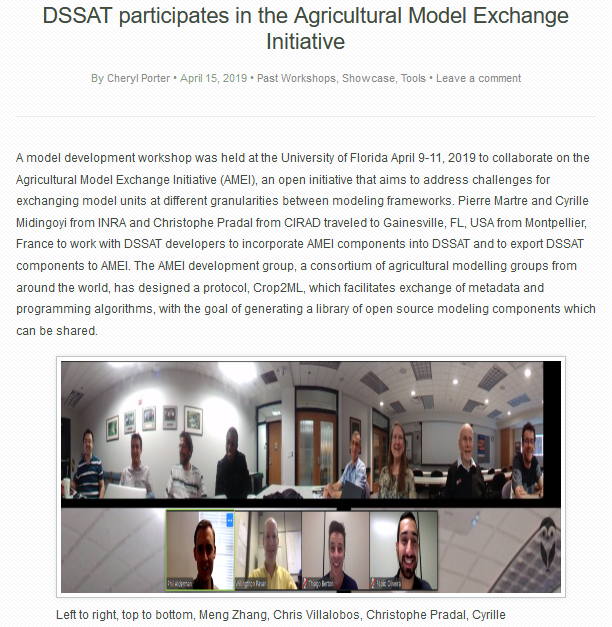 DSSAT participates in the Agricultural Model Exchange
Initiative
By Cheryl Porter • April 15, 2019 • Past Workshops, Showcase, Tools • Leave a comment
A model development workshop was held at the University of Florida April 9-11, 2019 to collaborate on the
Agricultural Model Exchange Initiative (AMEI), an open initiative that aims to address challenges for
exchanging model units at different granularities between modeling frameworks. Pierre Martre and Cyrille
Midingoyi from INRA and Christophe Pradal from CIRAD traveled to Gainesville, FL, USA from Montpellier,
France to work with DSSAT developers to incorporate AMEI components into DSSAT and to export DSSAT
components to AMEI. The AMEI development group, a consortium of agricultural modelling groups from
around the world, has designed a protocol, Crop2ML, which facilitates exchange of metadata and
programming algorithms, with the goal of generating a library of open source modeling components which
can be shared.
Phil Alderman
Willingthon Pavan
Thiago Berton
Fabio Oliveira
Left to right, top to bottom, Meng Zhang, Chris Villalobos, Christophe Pradal, Cyrille